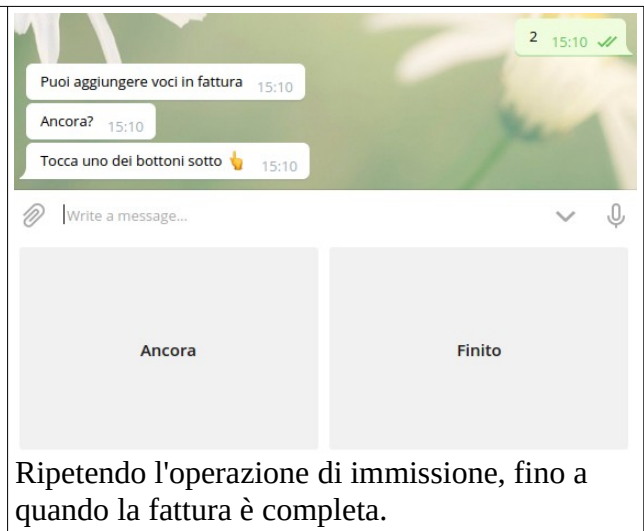 2 15:10
Puoi aggiungere voci in fattura 15:10
Ancora? 15:10
Tocca uno dei bottoni sotto 👆 15:10
Write a message...
Ancora Finito
Ripetendo l'operazione di immissione, fino a
quando la fattura è completa.